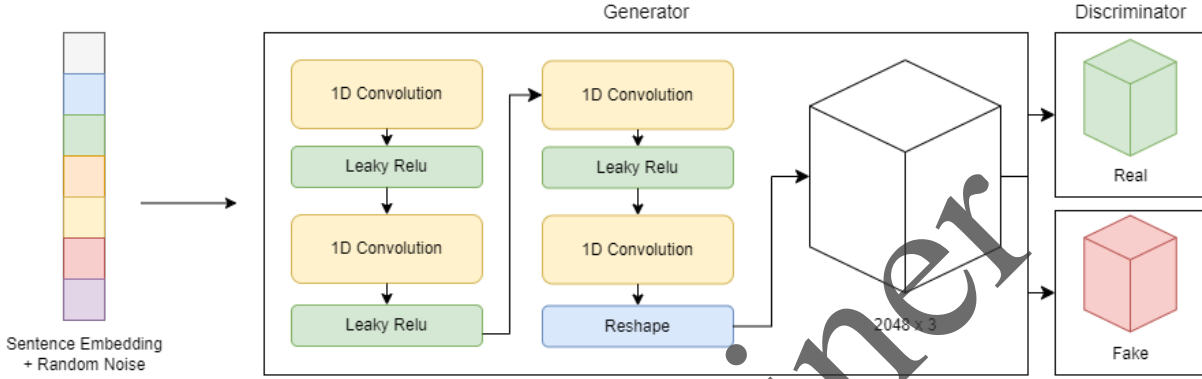 Generator
Discriminator
1D Convolution
Leaky Relu
1D Convolution
Leaky Relu
1D Convolution
Leaky Relu
1D Convolution
Reshape
2048 x 3
Real
Fake
Sentence Embedding
+ Random Noise